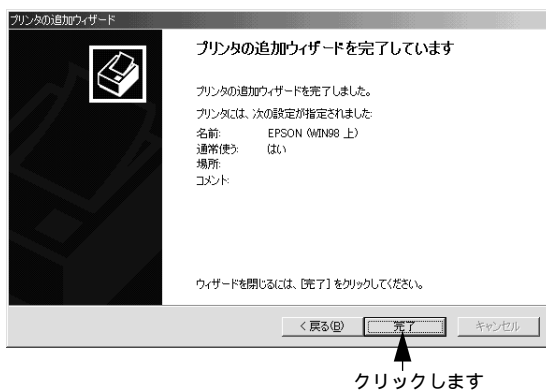 プリンタの追加ウィザード
プリンタの追加ウィザードを完了しています
プリンタの追加ウィザードを完了しました。
プリンタには、次の設定が指定されました:
名前: EPSON (WIN98 上)
通常使う: はい
場所:
コメント:
ウィザードを閉じるには、[完了] をクリックしてください。
< 戻る(B) 完了 キャンセル
クリックします